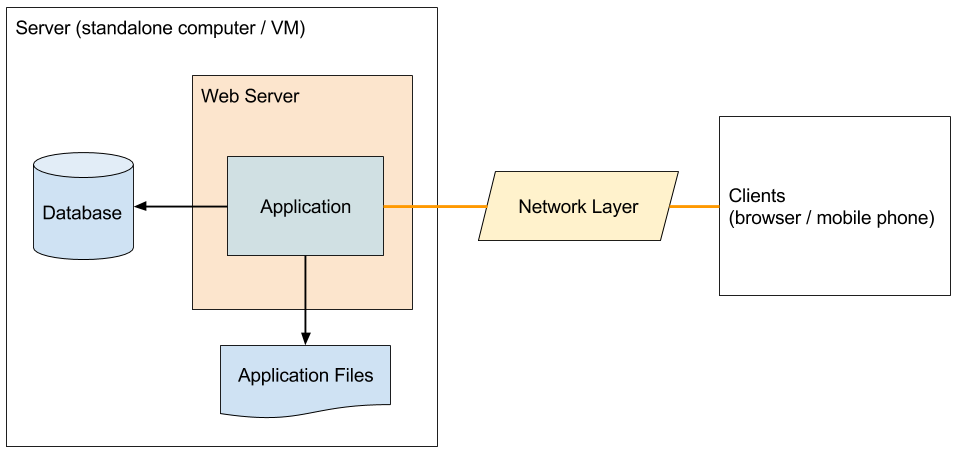 Server (standalone computer / VM)
Web Server
Database
Application
Network Layer
Clients
(browser / mobile phone)
Application Files